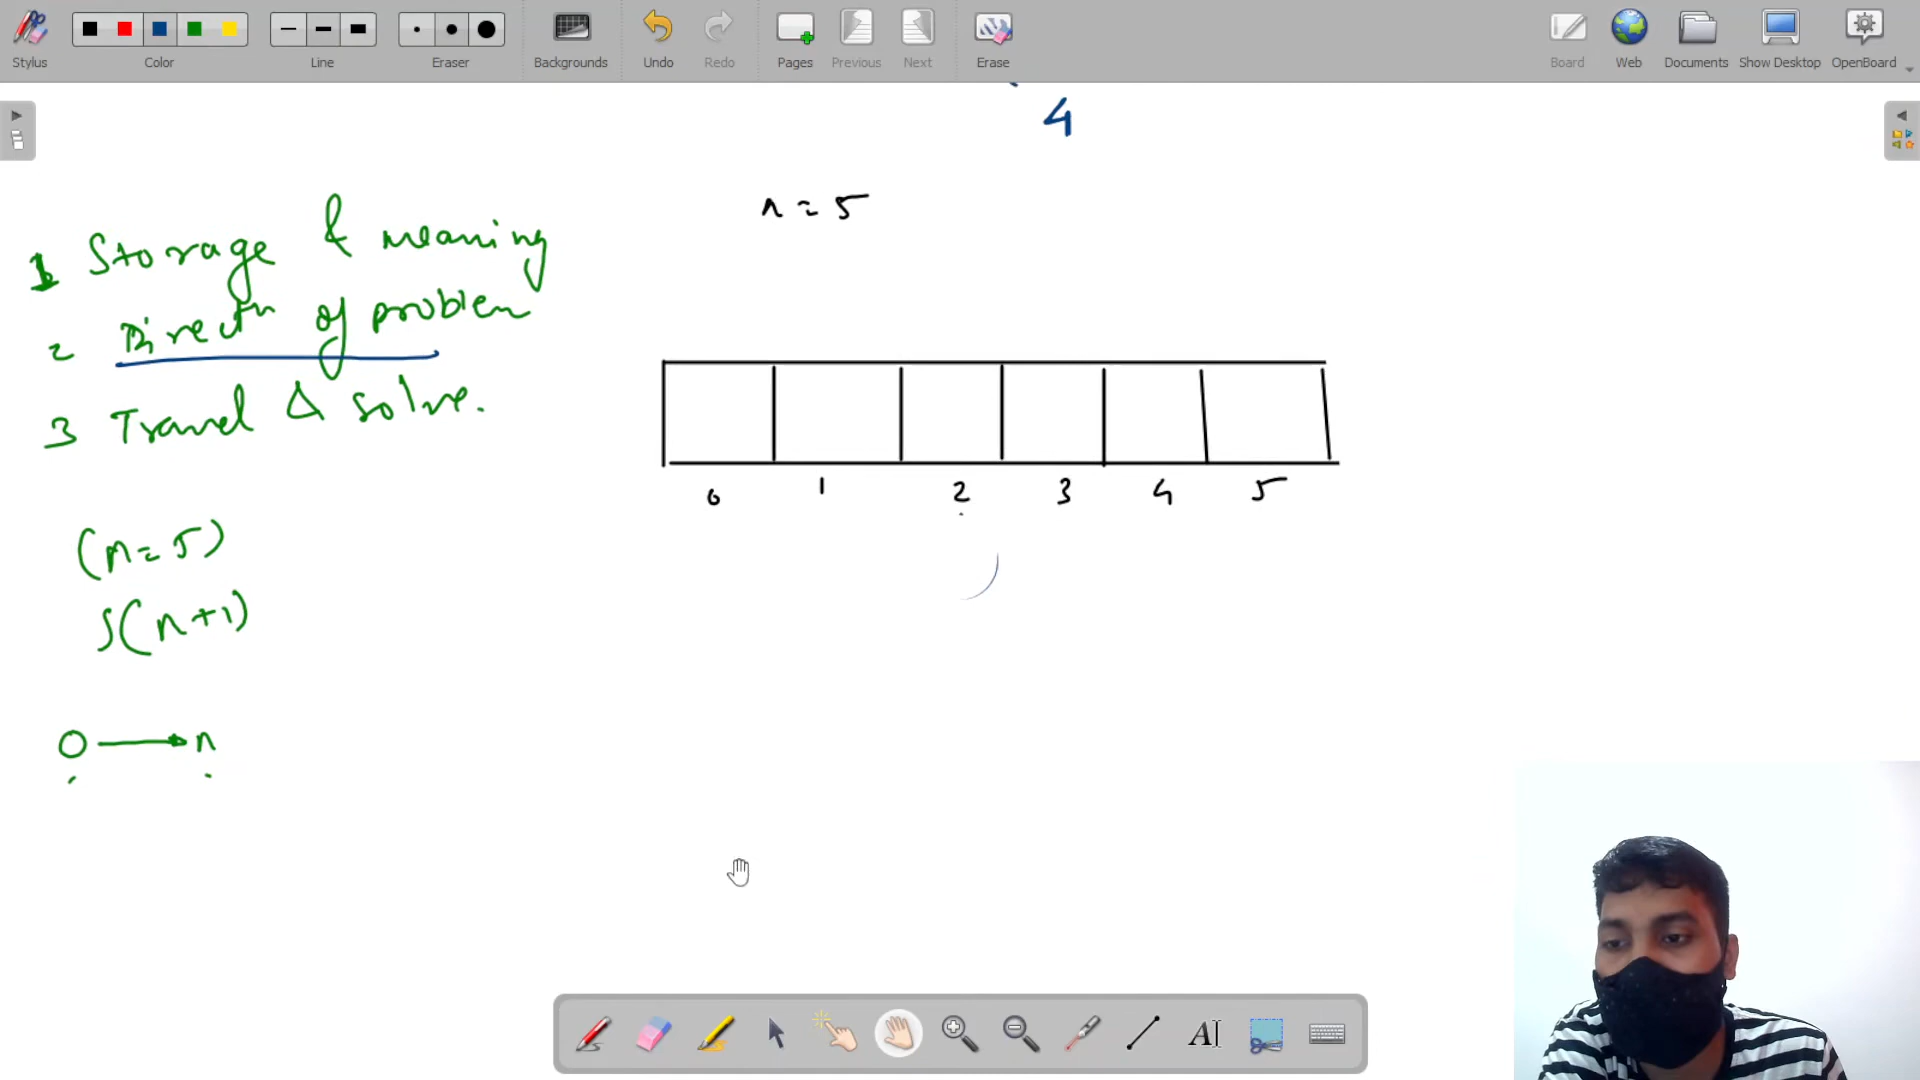 Stylus
Color
Line
Eraser
Backgrounds
Undo
Redo
Pages
Previous
Next
Erase
Board
Web
Documents
Show Desktop
OpenBoard
4
n = 5
1 Storage & meaning
2 Direcn of problem
3 Travel & solve.
0 1 2 3 4 5
(n = 5)
S(n+1)
0 → n
A